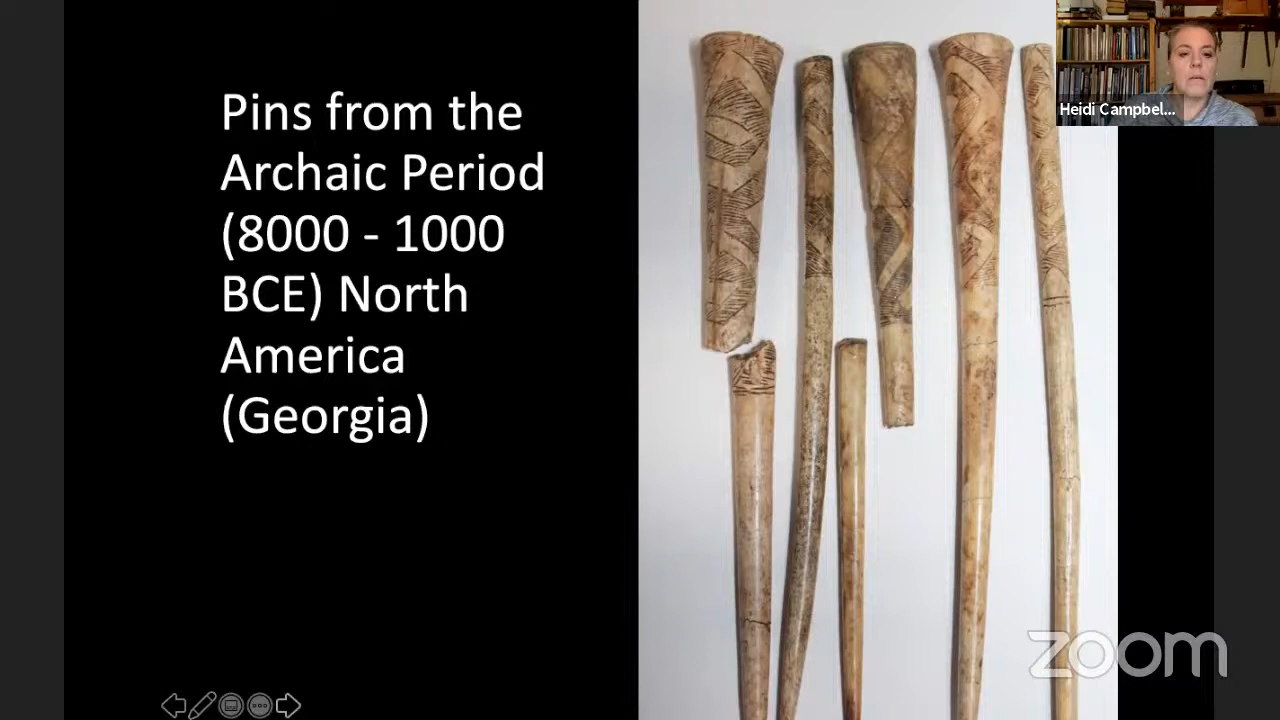 Pins from the
Archaic Period
(8000 - 1000
BCE) North
America
(Georgia)
Heidi Campbel...
zoom